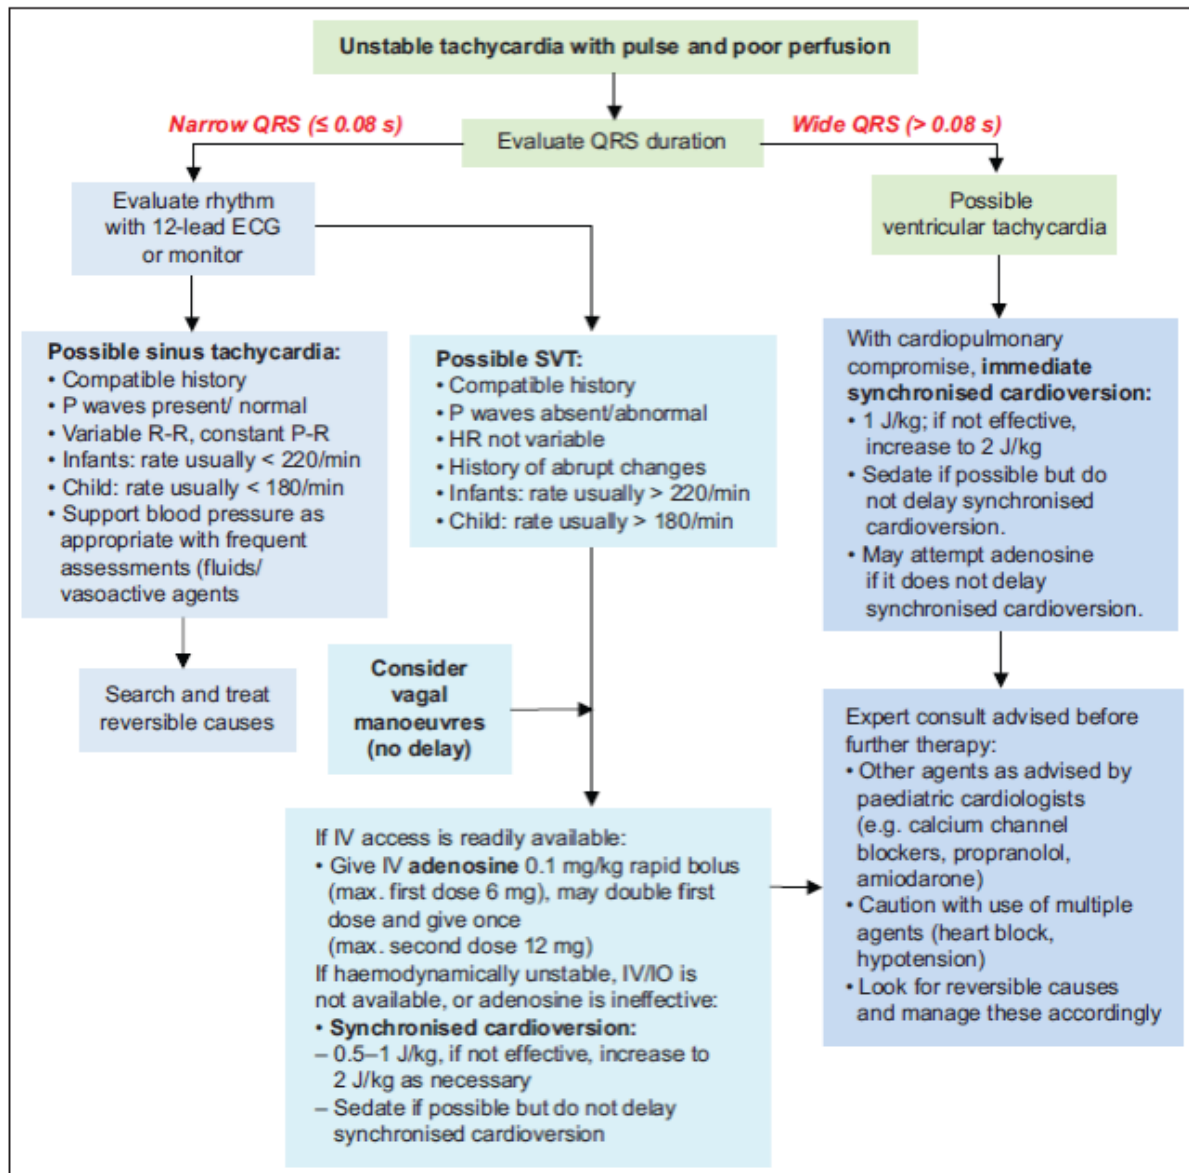 Unstable tachycardia with pulse and poor perfusion
Narrow QRS (≤ 0.08 s)
Evaluate QRS duration
Wide QRS (> 0.08 s)
Evaluate rhythm
with 12-lead ECG
or monitor
Possible
ventricular tachycardia
Possible sinus tachycardia:
• Compatible history
• P waves present/ normal
• Variable R-R, constant P-R
• Infants: rate usually < 220/min
• Child: rate usually < 180/min
• Support blood pressure as
appropriate with frequent
assessments (fluids/
vasoactive agents
Possible SVT:
• Compatible history
• P waves absent/abnormal
• HR not variable
• History of abrupt changes
• Infants: rate usually > 220/min
• Child: rate usually > 180/min
With cardiopulmonary
compromise, immediate
synchronised cardioversion:
• 1 J/kg; if not effective,
increase to 2 J/kg
• Sedate if possible but do
not delay synchronised
cardioversion.
• May attempt adenosine
if it does not delay
synchronised cardioversion.
Search and treat
reversible causes
Consider
vagal
manoeuvres
(no delay)
If IV access is readily available:
• Give IV adenosine 0.1 mg/kg rapid bolus
(max. first dose 6 mg), may double first
dose and give once
(max. second dose 12 mg)
If haemodynamically unstable, IV/IO is
not available, or adenosine is ineffective:
• Synchronised cardioversion:
– 0.5–1 J/kg, if not effective, increase to
2 J/kg as necessary
– Sedate if possible but do not delay
synchronised cardioversion
Expert consult advised before
further therapy:
• Other agents as advised by
paediatric cardiologists
(e.g. calcium channel
blockers, propranolol,
amiodarone)
• Caution with use of multiple
agents (heart block,
hypotension)
• Look for reversible causes
and manage these accordingly